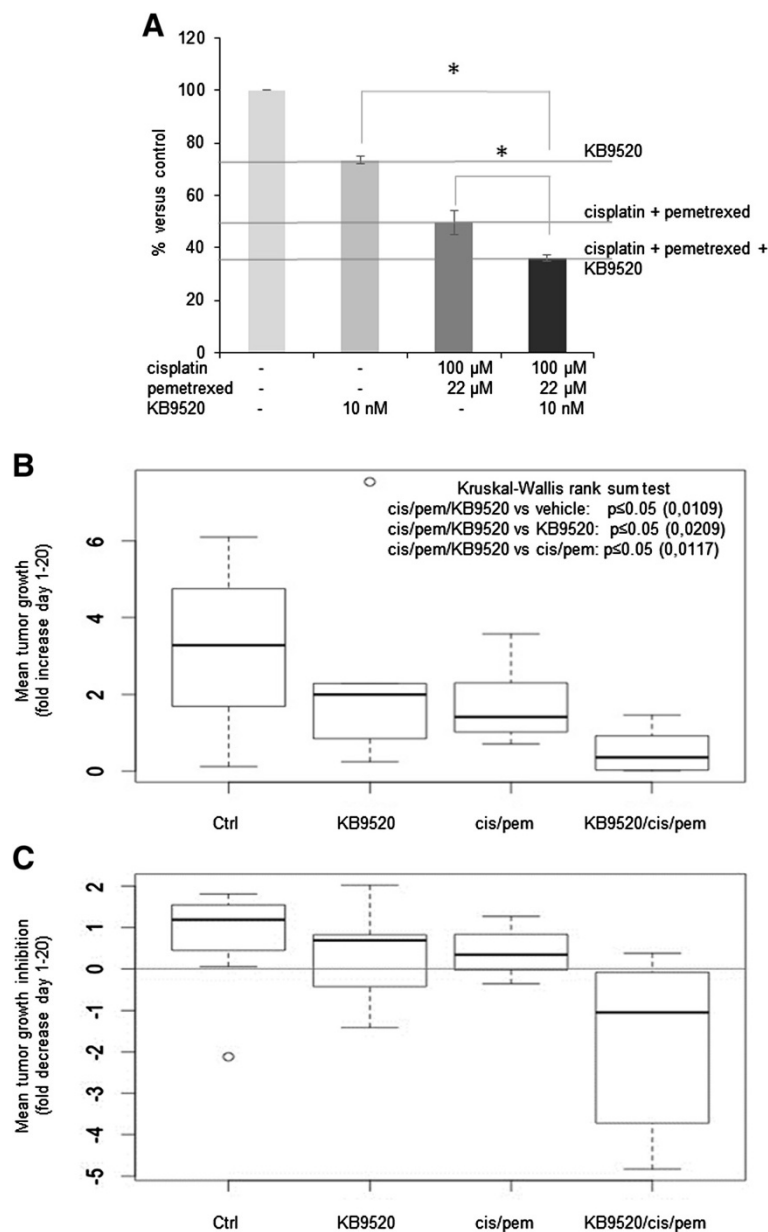 A
120
100
80
60
40
20
0
% versus control
*
*
KB9520
cisplatin + pemetrexed
cisplatin + pemetrexed +
KB9520
cisplatin - - 100 µM 100 µM
pemetrexed - - 22 µM 22 µM
KB9520 - 10 nM - 10 nM
B
Mean tumor growth
(fold increase day 1-20)
6
4
2
0
Kruskal-Wallis rank sum test
cis/pem/KB9520 vs vehicle: p≤0.05 (0,0109)
cis/pem/KB9520 vs KB9520: p≤0.05 (0,0209)
cis/pem/KB9520 vs cis/pem: p≤0.05 (0,0117)
Ctrl KB9520 cis/pem KB9520/cis/pem
C
Mean tumor growth inhibition
(fold decrease day 1-20)
2
1
0
-1
-2
-3
-4
-5
Ctrl KB9520 cis/pem KB9520/cis/pem